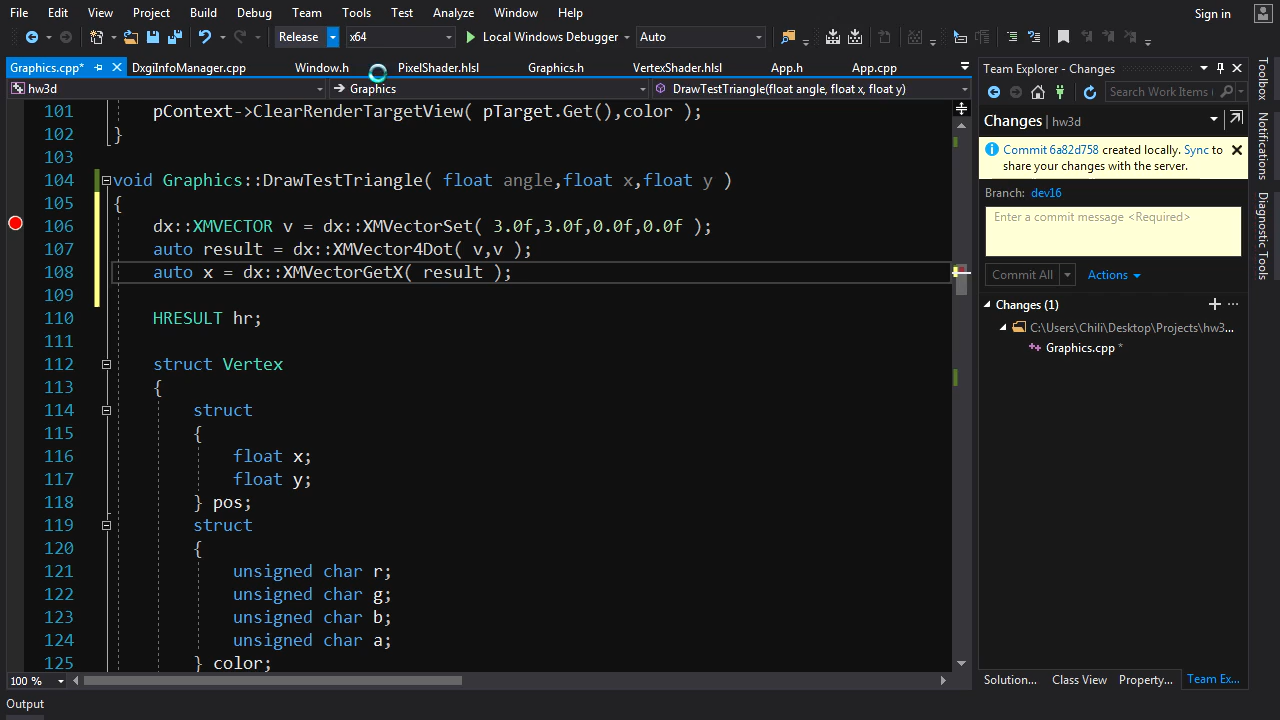 File Edit View Project Build Debug Team Tools Test Analyze Window Help Sign in
Release x64 Local Windows Debugger Auto
Graphics.cpp* DxgiInfoManager.cpp Window.h PixelShader.hlsl Graphics.h VertexShader.hlsl App.h App.cpp
hw3d Graphics DrawTestTriangle(float angle, float x, float y)
101 pContext->ClearRenderTargetView( pTarget.Get(),color );
102 }
103
104 void Graphics::DrawTestTriangle( float angle,float x,float y )
105 {
106 dx::XMVECTOR v = dx::XMVectorSet( 3.0f,3.0f,0.0f,0.0f );
107 auto result = dx::XMVector4Dot( v,v );
108 auto x = dx::XMVectorGetX( result );
109
110 HRESULT hr;
111
112 struct Vertex
113 {
114 struct
115 {
116 float x;
117 float y;
118 } pos;
119 struct
120 {
121 unsigned char r;
122 unsigned char g;
123 unsigned char b;
124 unsigned char a;
125 } color;
100 %
Output
Team Explorer - Changes
Search Work Items (
Changes | hw3d
Commit 6a82d758 created locally. Sync to
share your changes with the server.
Branch: dev16
Enter a commit message <Required>
Commit All Actions
Changes (1)
C:\Users\Chili\Desktop\Projects\hw3...
Graphics.cpp *
Solution... Class View Property... Team Ex...
Toolbox
Notifications
Diagnostic Tools